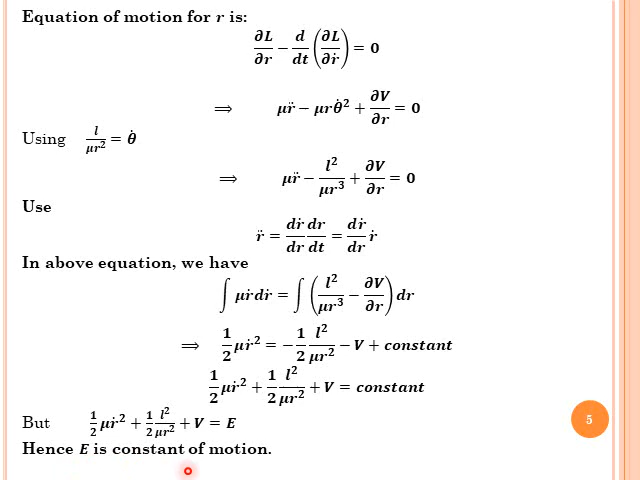 Equation of motion for r is:
∂L/∂r − d/dt (∂L/∂ṙ) = 0
⟹ μr̈ − μrθ̇² + ∂V/∂r = 0
Using l/μr² = θ̇
⟹ μr̈ − l²/μr³ + ∂V/∂r = 0
Use
r̈ = dṙ/dr dr/dt = dṙ/dr ṙ
In above equation, we have
∫ μṙdṙ = ∫ (l²/μr³ − ∂V/∂r) dr
⟹ 1/2 μṙ² = − 1/2 l²/μr² − V + constant
1/2 μṙ² + 1/2 l²/μr² + V = constant
But 1/2 μṙ² + 1/2 l²/μr² + V = E
Hence E is constant of motion.
5